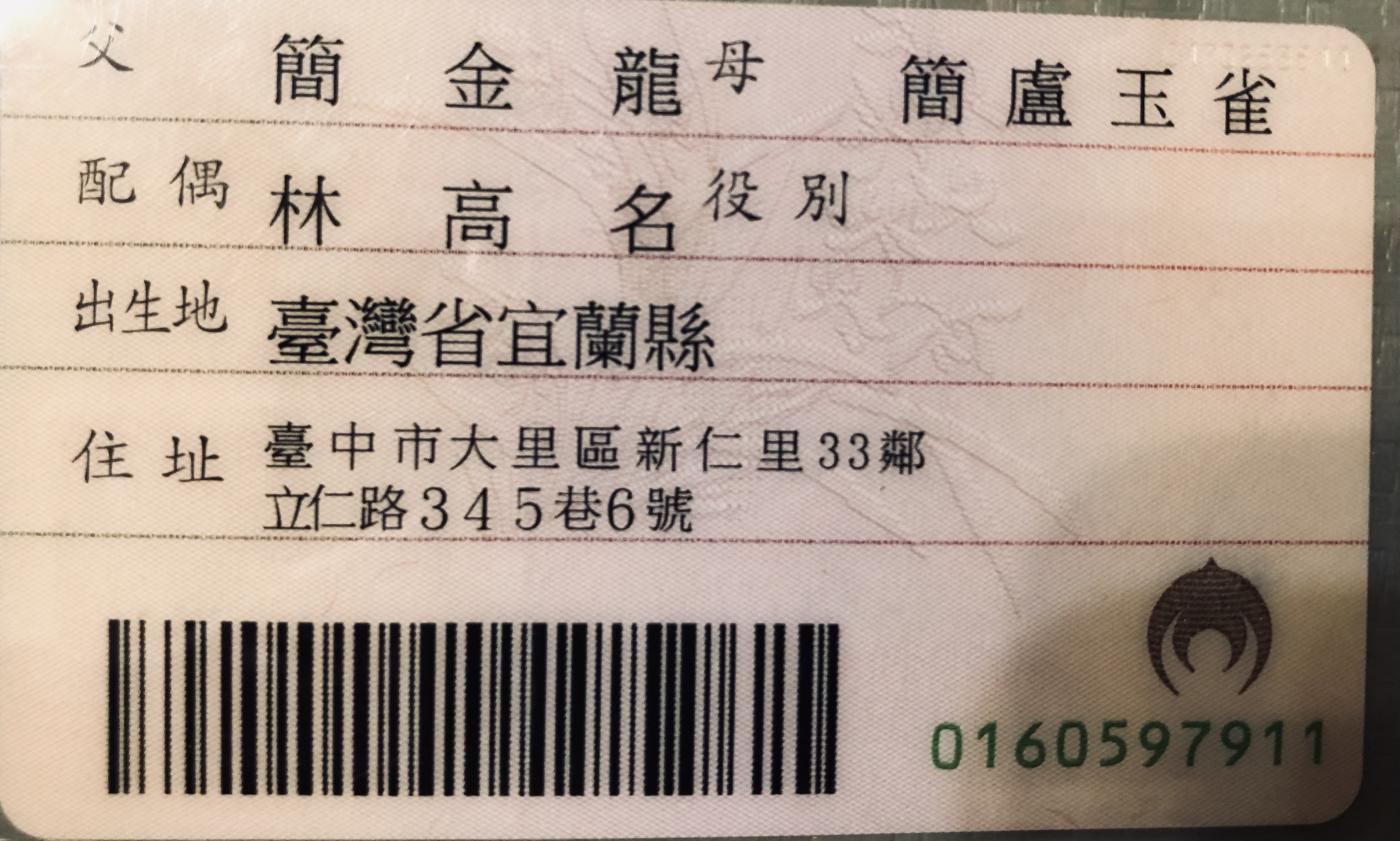 父 簡金龍 母 簡盧玉雀
配偶 林高名 役別
出生地 臺灣省宜蘭縣
住址 臺中市大里區新仁里33鄰
立仁路345巷6號
0160597911